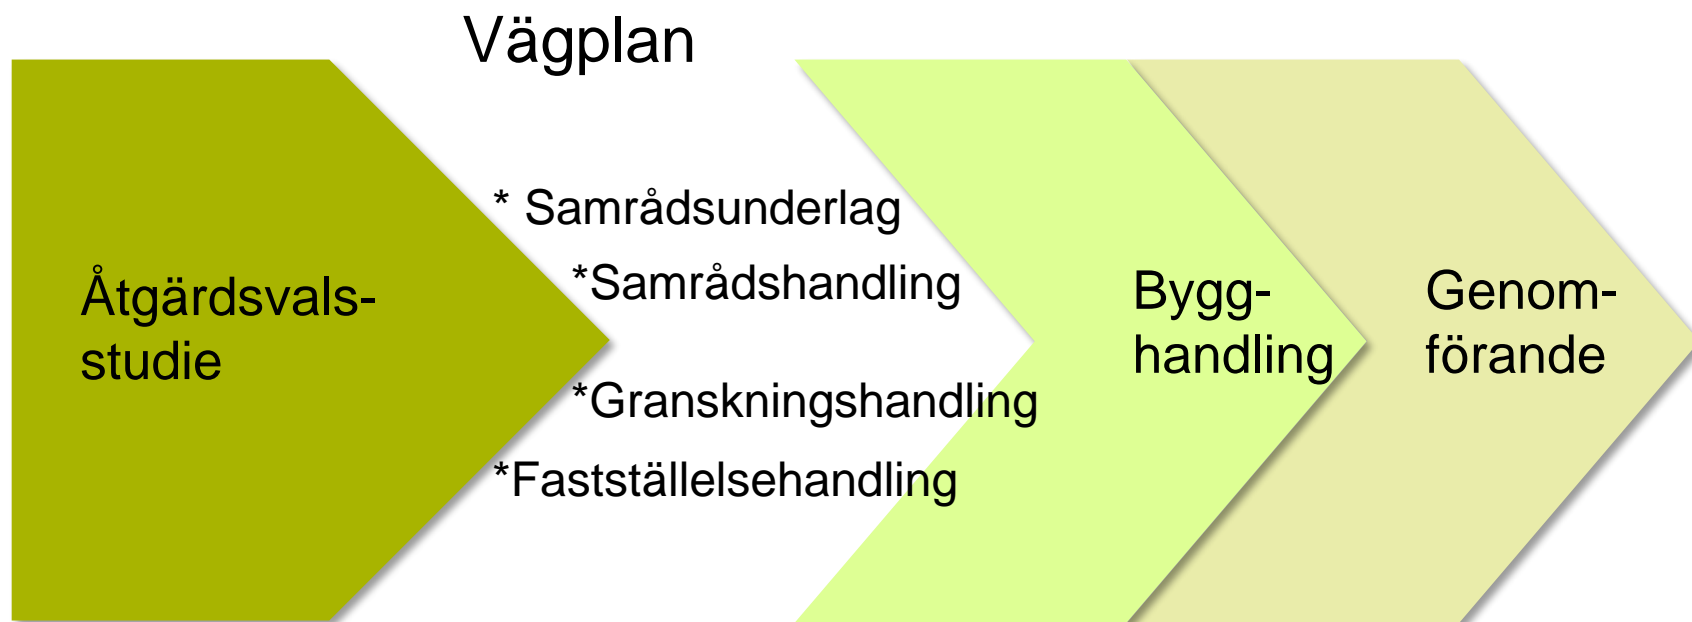 Vägplan
Åtgärdsvals-
studie
* Samrådsunderlag
*Samrådshandling
*Granskningshandling
*Fastställelsehandling
Bygg-
handling
Genom-
förande